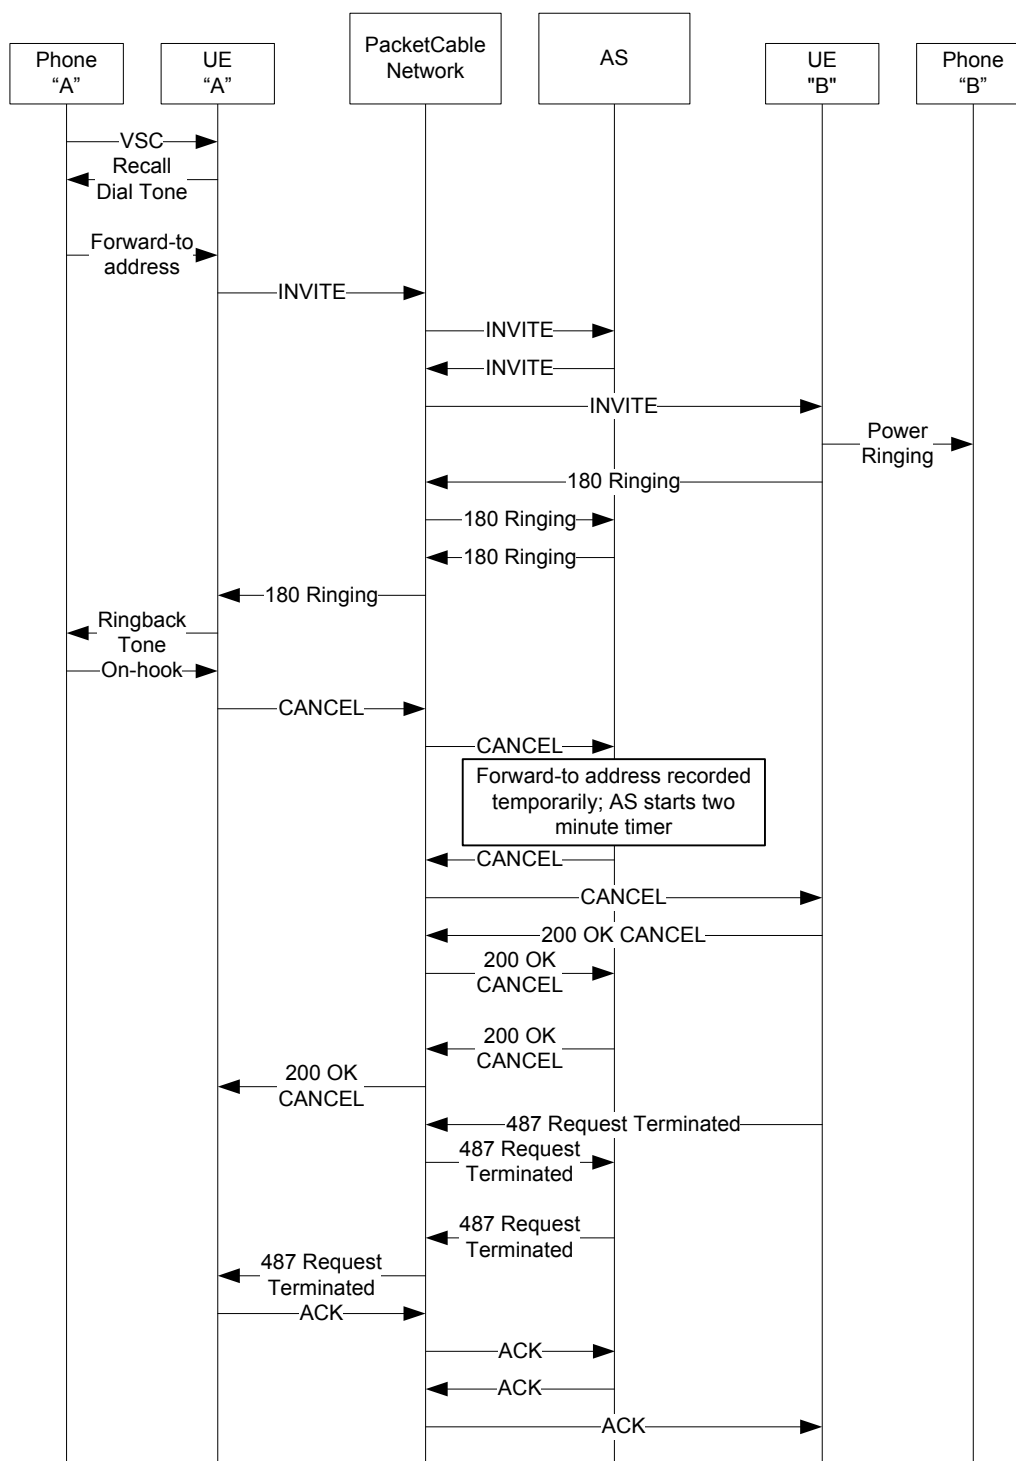 Phone
“A”
UE
“A”
PacketCable
Network
AS
UE
"B"
Phone
“B”
VSC
Recall
Dial Tone
Forward-to
address
INVITE
INVITE
INVITE
INVITE
Power
Ringing
180 Ringing
180 Ringing
180 Ringing
180 Ringing
Ringback
Tone
On-hook
CANCEL
CANCEL
Forward-to address recorded
temporarily; AS starts two
minute timer
CANCEL
CANCEL
200 OK CANCEL
200 OK
CANCEL
200 OK
CANCEL
200 OK
CANCEL
487 Request Terminated
487 Request
Terminated
487 Request
Terminated
487 Request
Terminated
ACK
ACK
ACK
ACK